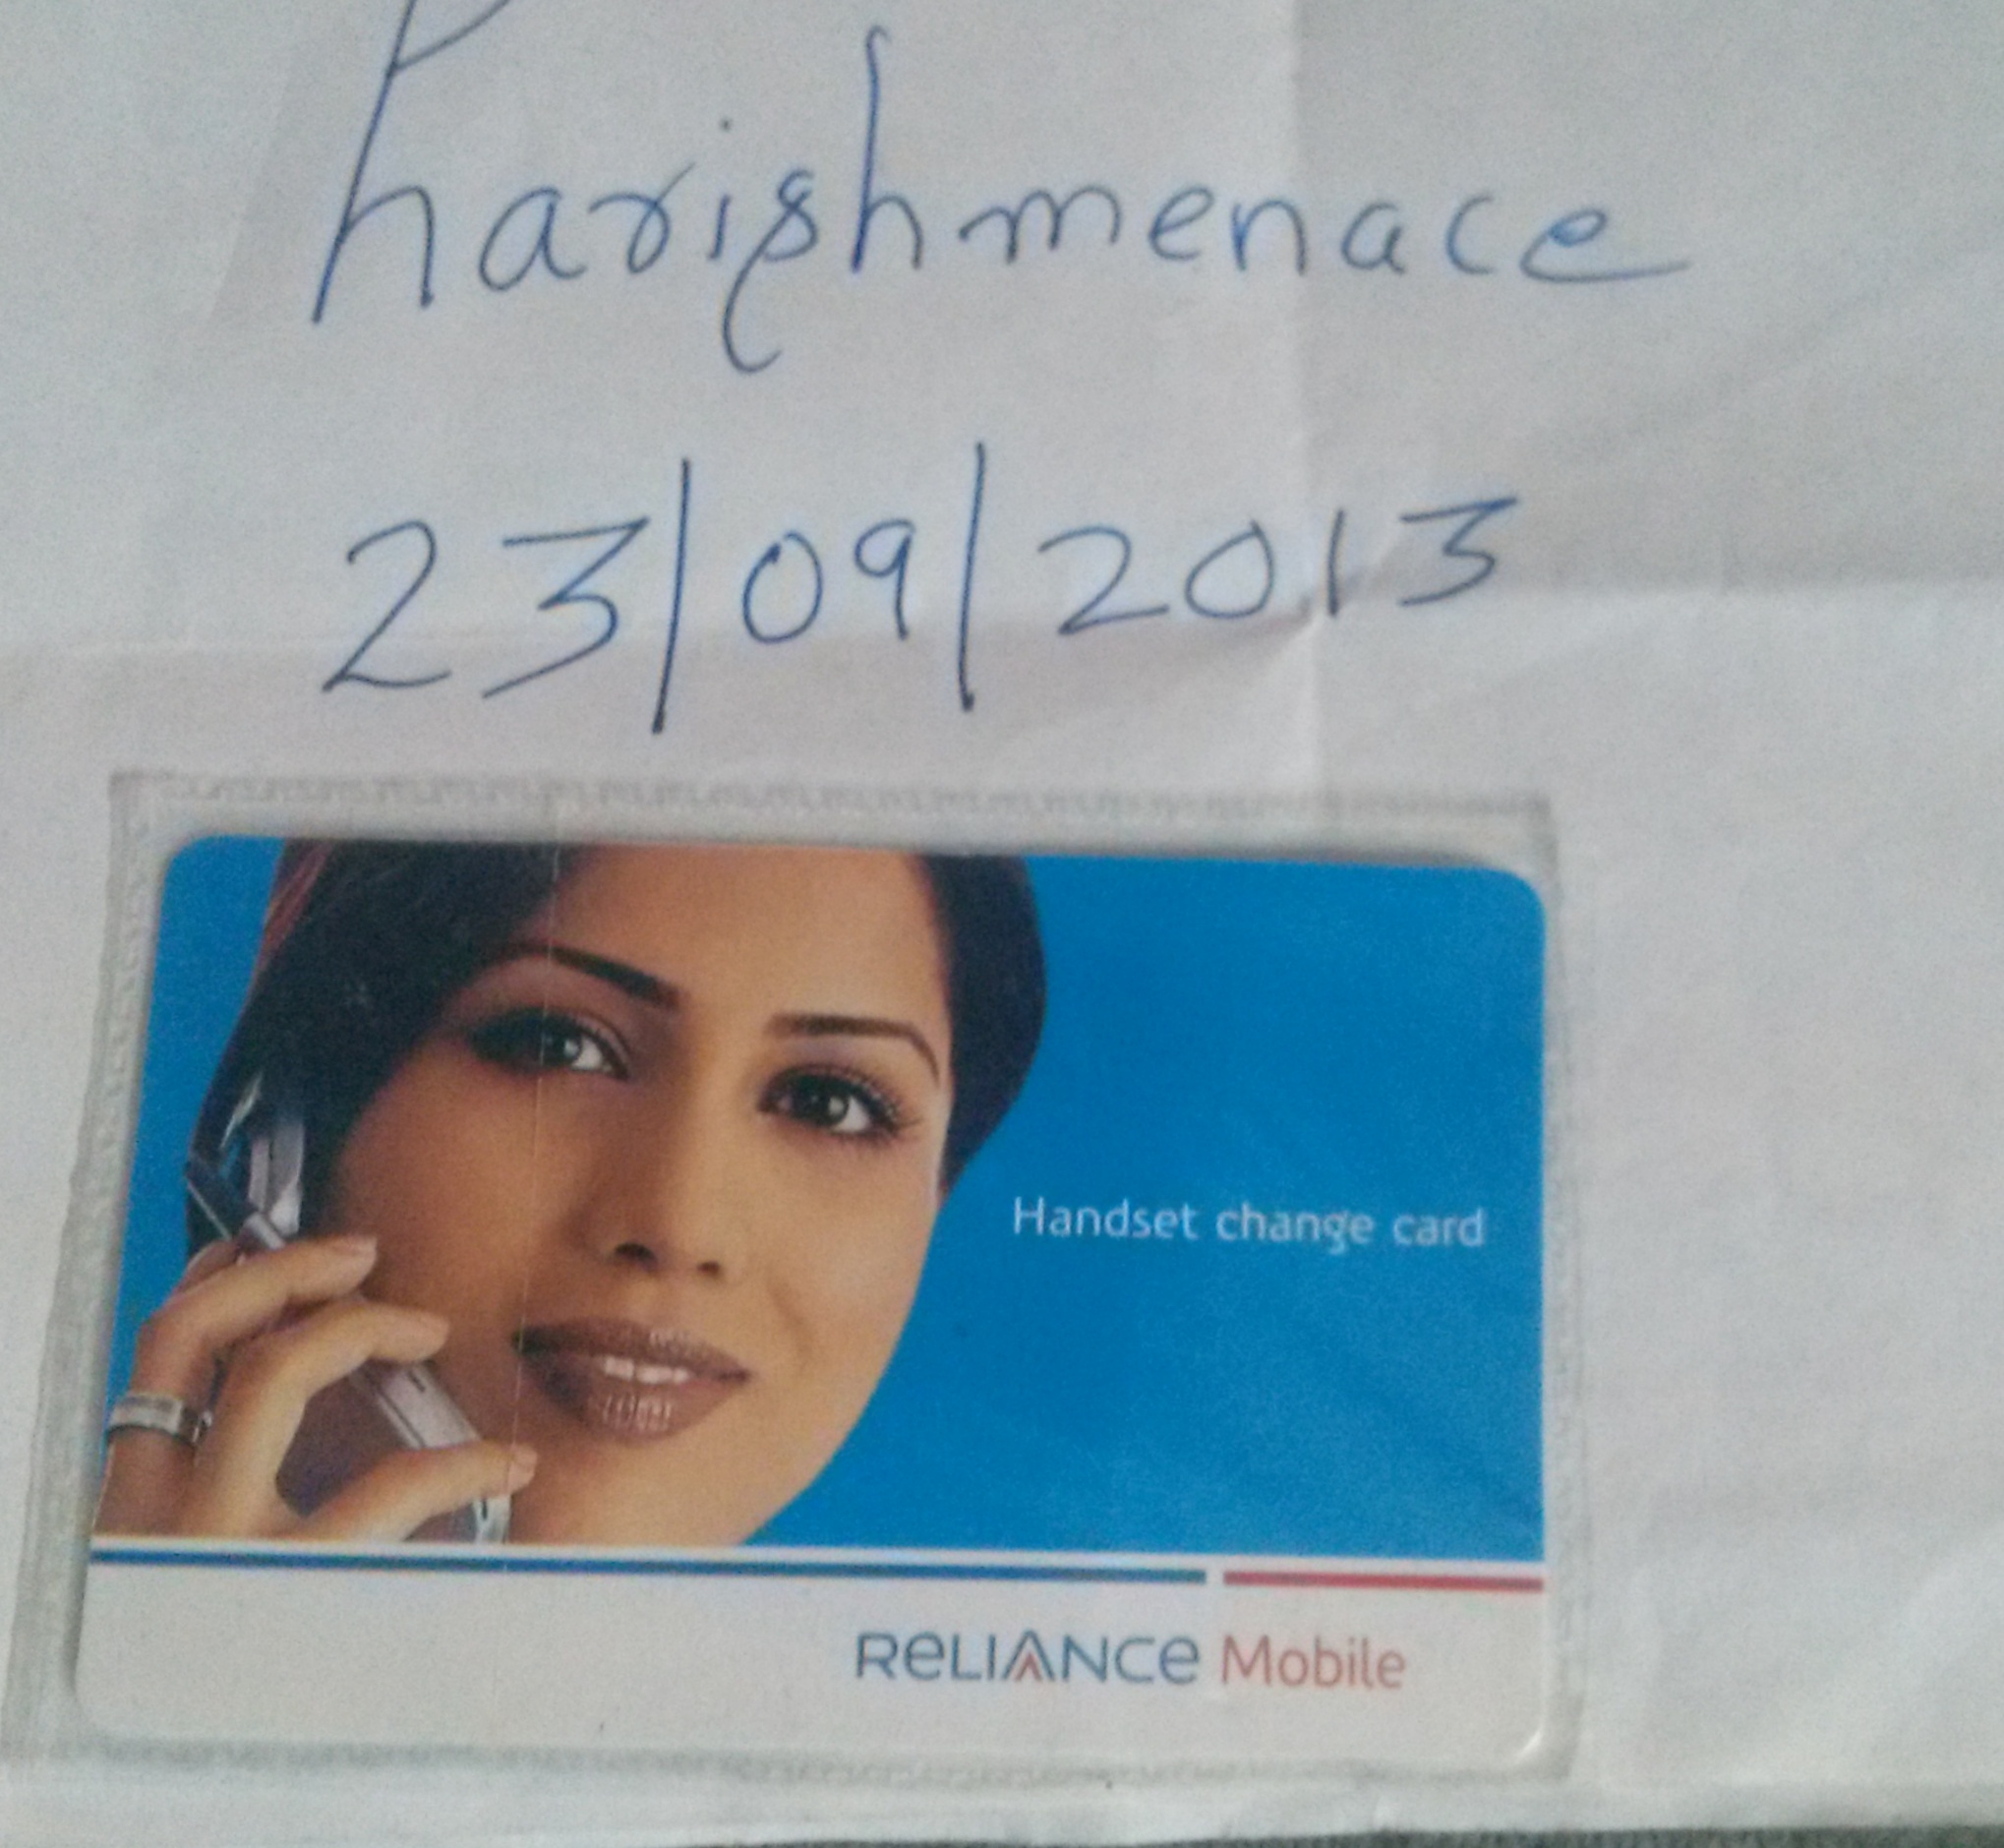 harishmenace
23/09/2013
Handset change card
RELIANCE Mobile